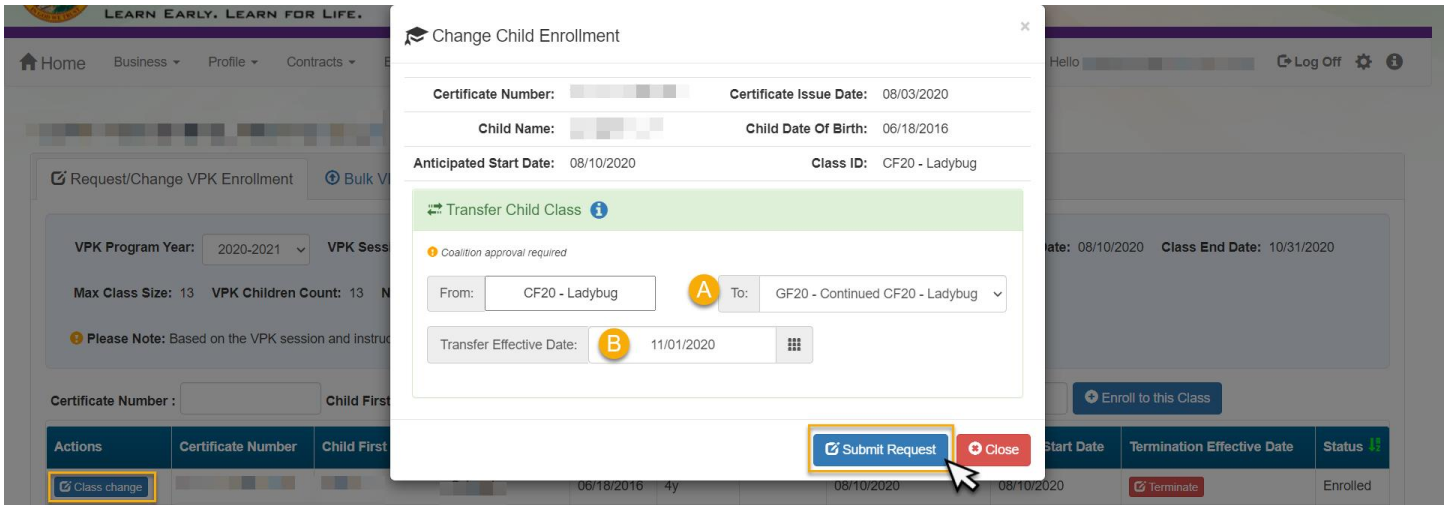 LEARN EARLY. LEARN FOR LIFE.
Change Child Enrollment ×
Home Business Profile Contracts
Hello Log Off
Certificate Number: Certificate Issue Date: 08/03/2020
Child Name: Child Date Of Birth: 06/18/2016
Anticipated Start Date: 08/10/2020 Class ID: CF20 - Ladybug
Request/Change VPK Enrollment Bulk
Transfer Child Class
Coalition approval required
VPK Program Year: 2020-2021 VPK
08/10/2020 Class End Date: 10/31/2020
From: CF20 - Ladybug A To: GF20 - Continued CF20 - Ladybug
Max Class Size: 13 VPK Children Count: 13
Transfer Effective Date: B 11/01/2020
Please Note: Based on the VPK session and
Certificate Number : Child First
Enroll to this Class
Submit Request Close
Actions Certificate Number Child First
Start Date Termination Effective Date Status
Class change 06/18/2016 4y 08/10/2020 08/10/2020 Terminate Enrolled